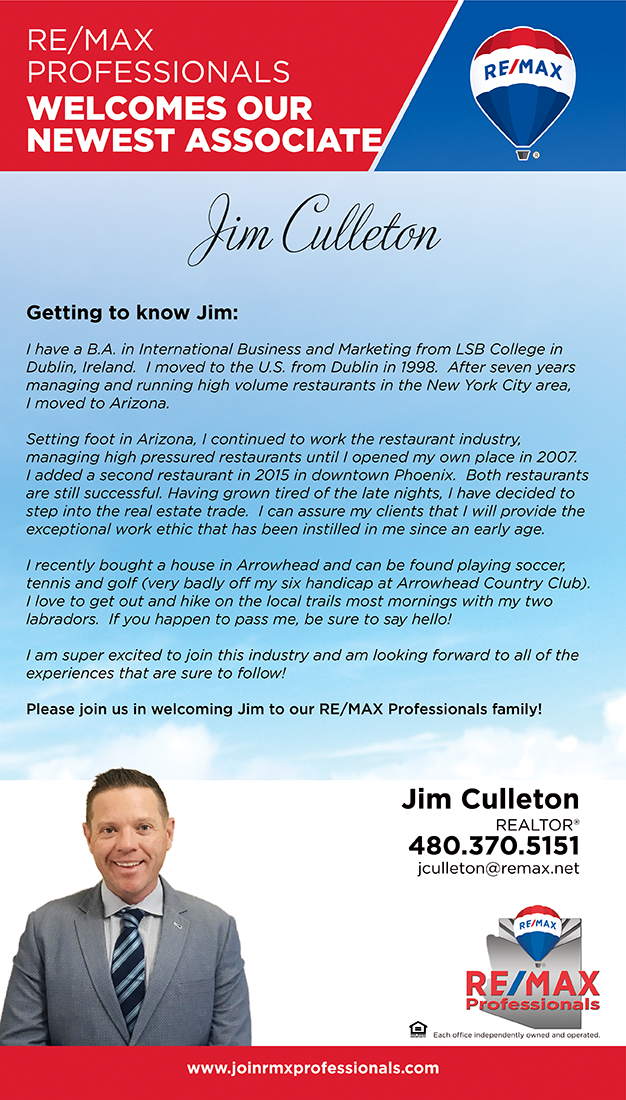 RE/MAX
PROFESSIONALS
WELCOMES OUR
NEWEST ASSOCIATE
RE/MAX
®
Jim Culleton
Getting to know Jim:
I have a B.A. in International Business and Marketing from LSB College in
Dublin, Ireland.  I moved to the U.S. from Dublin in 1998.  After seven years
managing and running high volume restaurants in the New York City area,
I moved to Arizona.
Setting foot in Arizona, I continued to work the restaurant industry,
managing high pressured restaurants until I opened my own place in 2007.
I added a second restaurant in 2015 in downtown Phoenix.  Both restaurants
are still successful. Having grown tired of the late nights, I have decided to
step into the real estate trade.  I can assure my clients that I will provide the
exceptional work ethic that has been instilled in me since an early age.
I recently bought a house in Arrowhead and can be found playing soccer,
tennis and golf (very badly off my six handicap at Arrowhead Country Club).
I love to get out and hike on the local trails most mornings with my two
labradors.  If you happen to pass me, be sure to say hello!
I am super excited to join this industry and am looking forward to all of the
experiences that are sure to follow!
Please join us in welcoming Jim to our RE/MAX Professionals family!
Jim Culleton
REALTOR®
480.370.5151
jculleton@remax.net
RE/MAX
RE/MAX
Professionals
Each office independently owned and operated.
www.joinrmxprofessionals.com